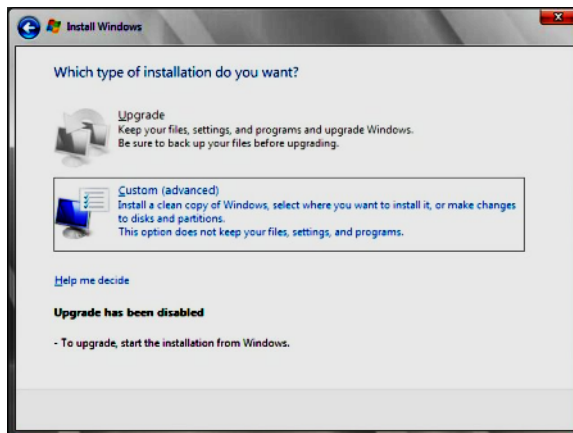 Install Windows
Which type of installation do you want?
Upgrade
Keep your files, settings, and programs and upgrade Windows.
Be sure to back up your files before upgrading.
Custom (advanced)
Install a clean copy of Windows, select where you want to install it, or make changes
to disks and partitions.
This option does not keep your files, settings, and programs.
Help me decide
Upgrade has been disabled
- To upgrade, start the installation from Windows.